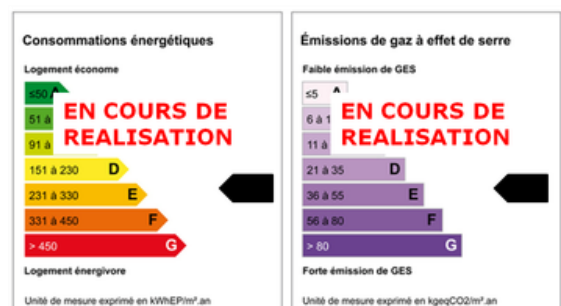 Consommations énergétiques
Logement économe
≤50 A
51 à
91 à
EN COURS DE
REALISATION
151 à 230 D
231 à 330 E
331 à 450 F
> 450 G
Logement énergivore
Unité de mesure exprimé en kWhEP/m².an
Émissions de gaz à effet de serre
Faible émission de GES
≤5 A
6 à 1
11 à
EN COURS DE
REALISATION
21 à 35 D
36 à 55 E
56 à 80 F
> 80 G
Forte émission de GES
Unité de mesure exprimé en kgeqCO2/m².an